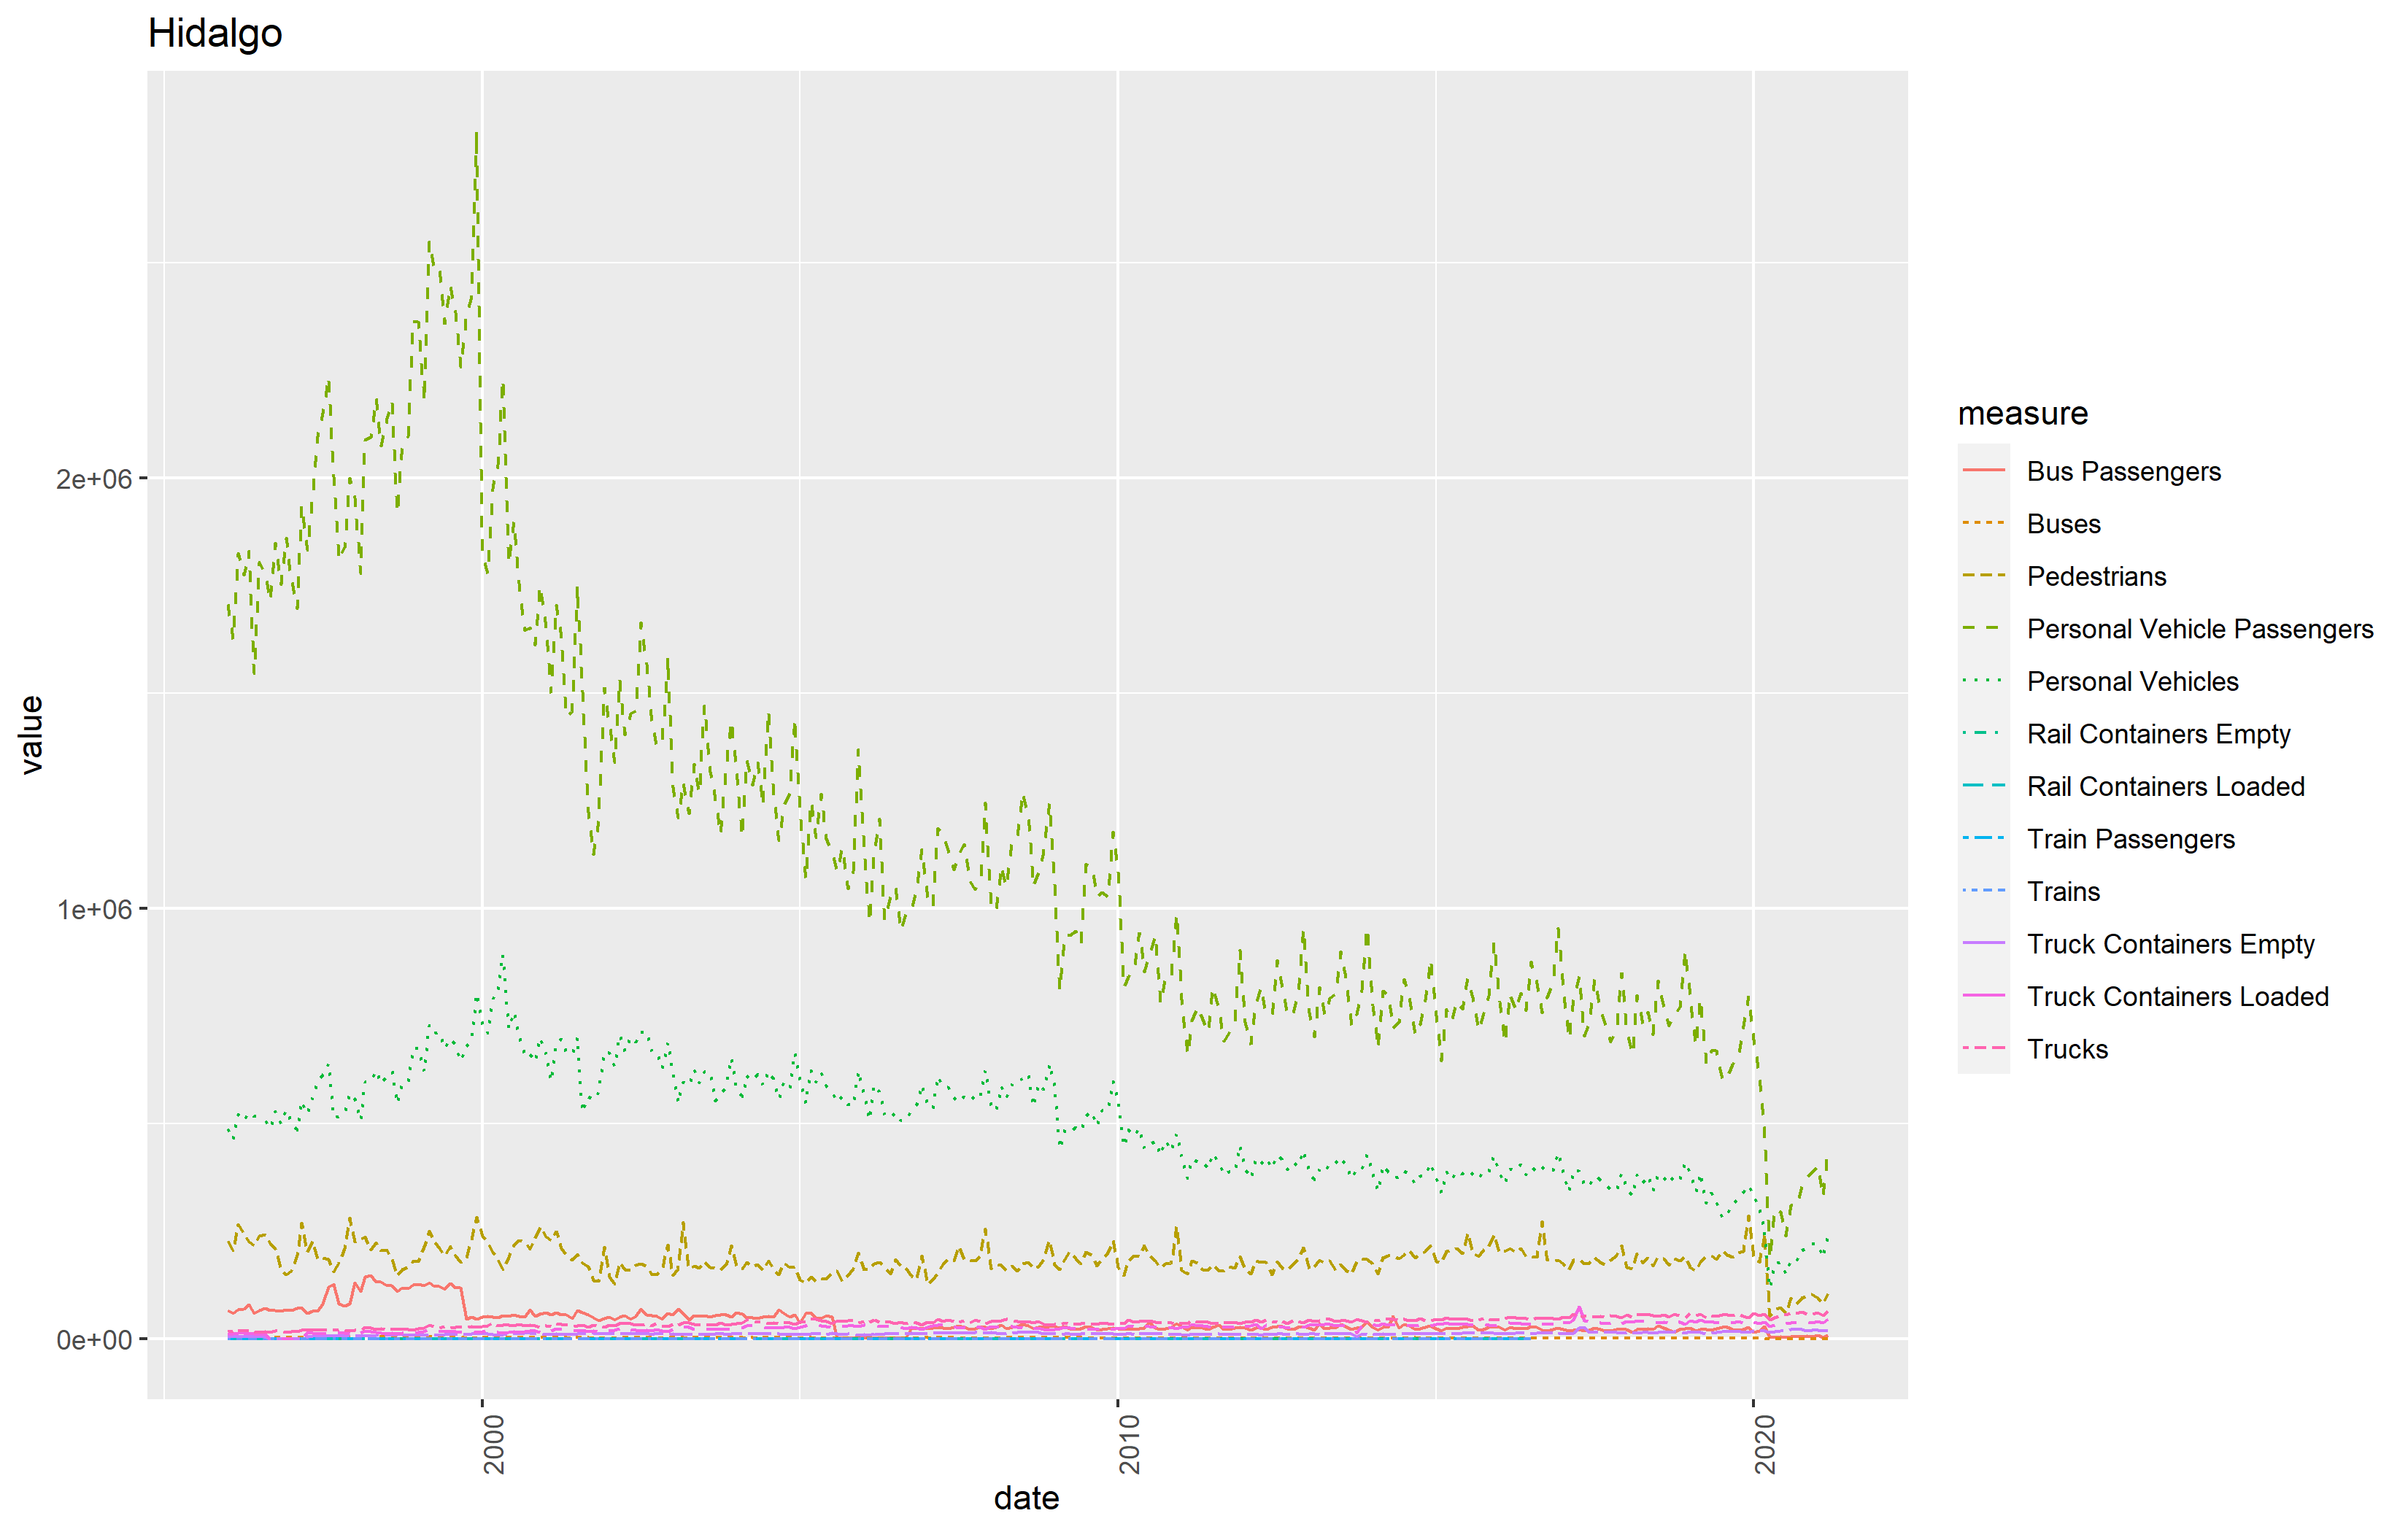 Hidalgo
value
2e+06
1e+06
0e+00
2000
2010
2020
date
measure
Bus Passengers
Buses
Pedestrians
Personal Vehicle Passengers
Personal Vehicles
Rail Containers Empty
Rail Containers Loaded
Train Passengers
Trains
Truck Containers Empty
Truck Containers Loaded
Trucks